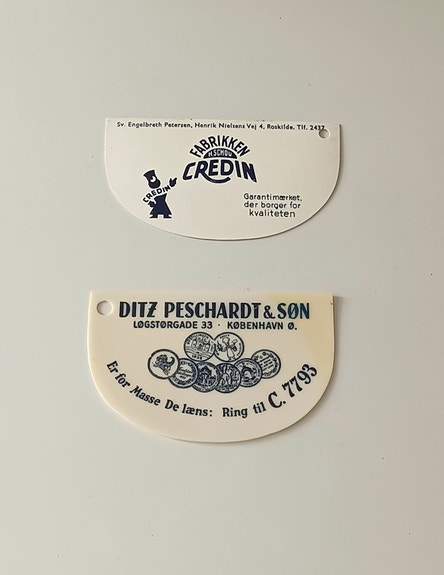 Sv. Engelbreth Petersen, Henrik Nielsens Vej 4, Roskilde. Tlf. 2437
FABRIKKEN
CREDIN
CREDIN
Garantimærket,
der borger for
kvaliteten
DITZ PESCHARDT & SØN
LØGSTØRGADE 33 · KØBENHAVN Ø.
Er for Masse De læns: Ring til C. 7793